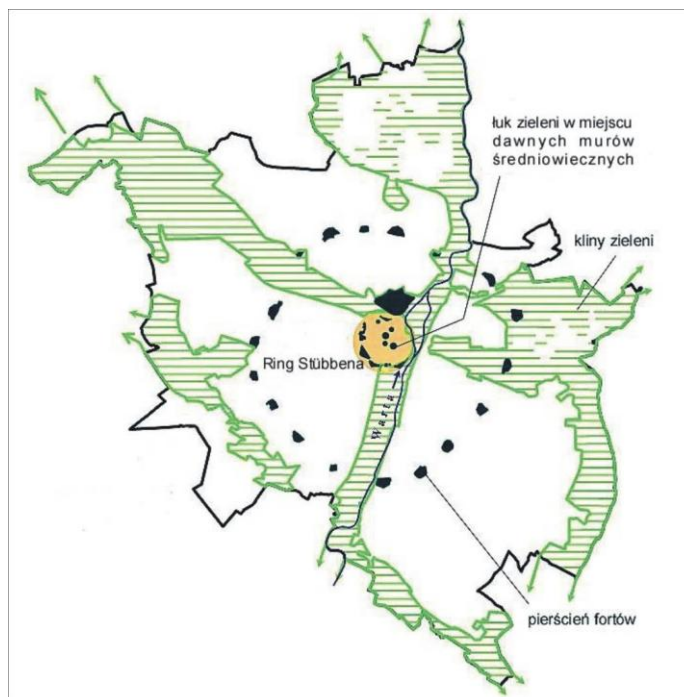 łuk zieleni w miejscu
dawnych murów
średniowiecznych
kliny zieleni
Ring Stübbena
Warta
pierścień fortów